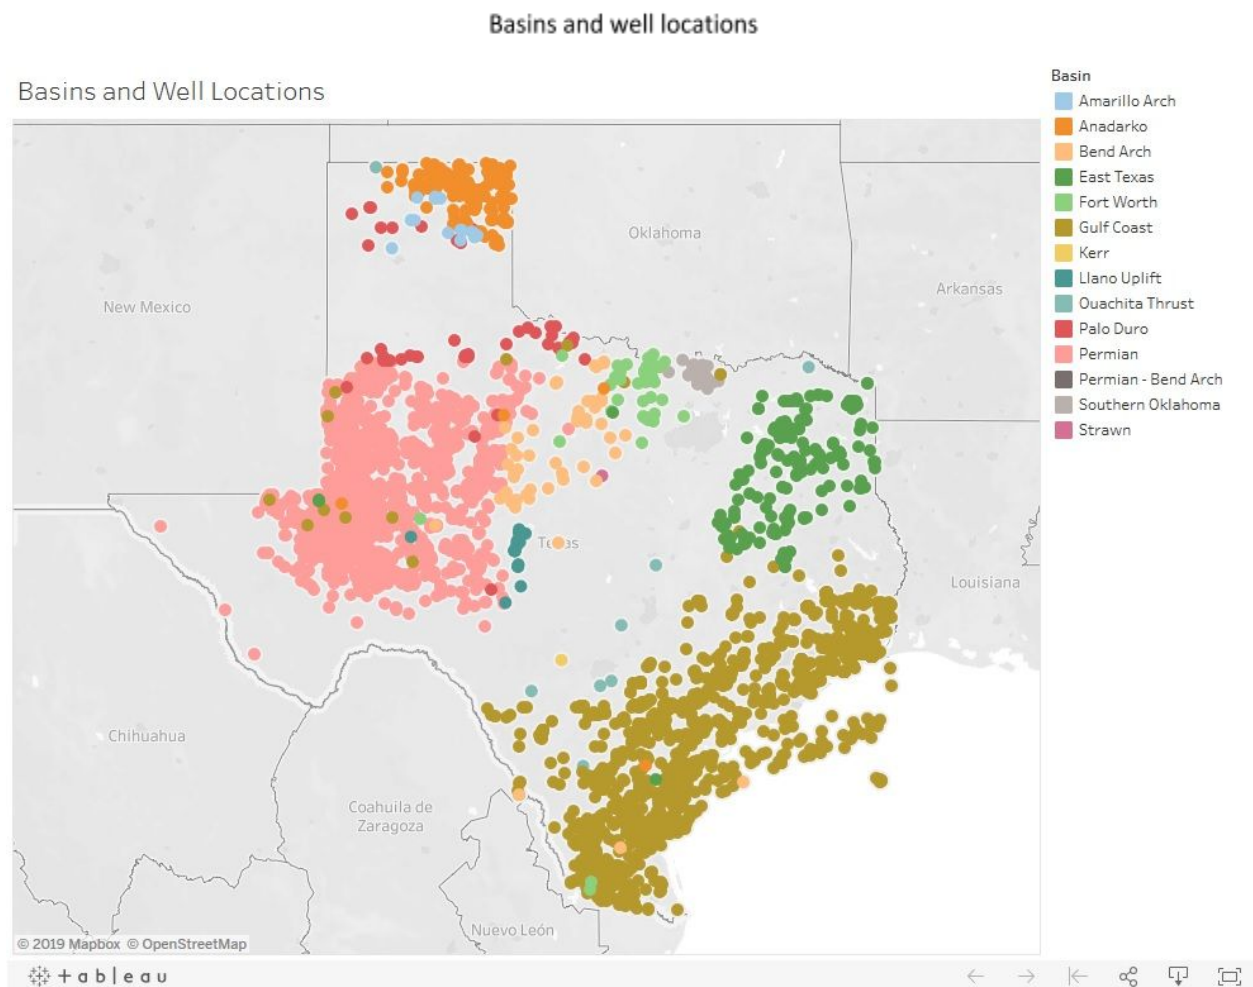 Basins and well locations
Basins and Well Locations
Basin
Amarillo Arch
Anadarko
Bend Arch
East Texas
Fort Worth
Gulf Coast
Kerr
Llano Uplift
Ouachita Thrust
Palo Duro
Permian
Permian - Bend Arch
Southern Oklahoma
Strawn
Oklahoma
New Mexico
Arkansas
Texas
Louisiana
Chihuahua
Coahuila de
Zaragoza
Nuevo León
© 2019 Mapbox © OpenStreetMap
+ a b l e a u